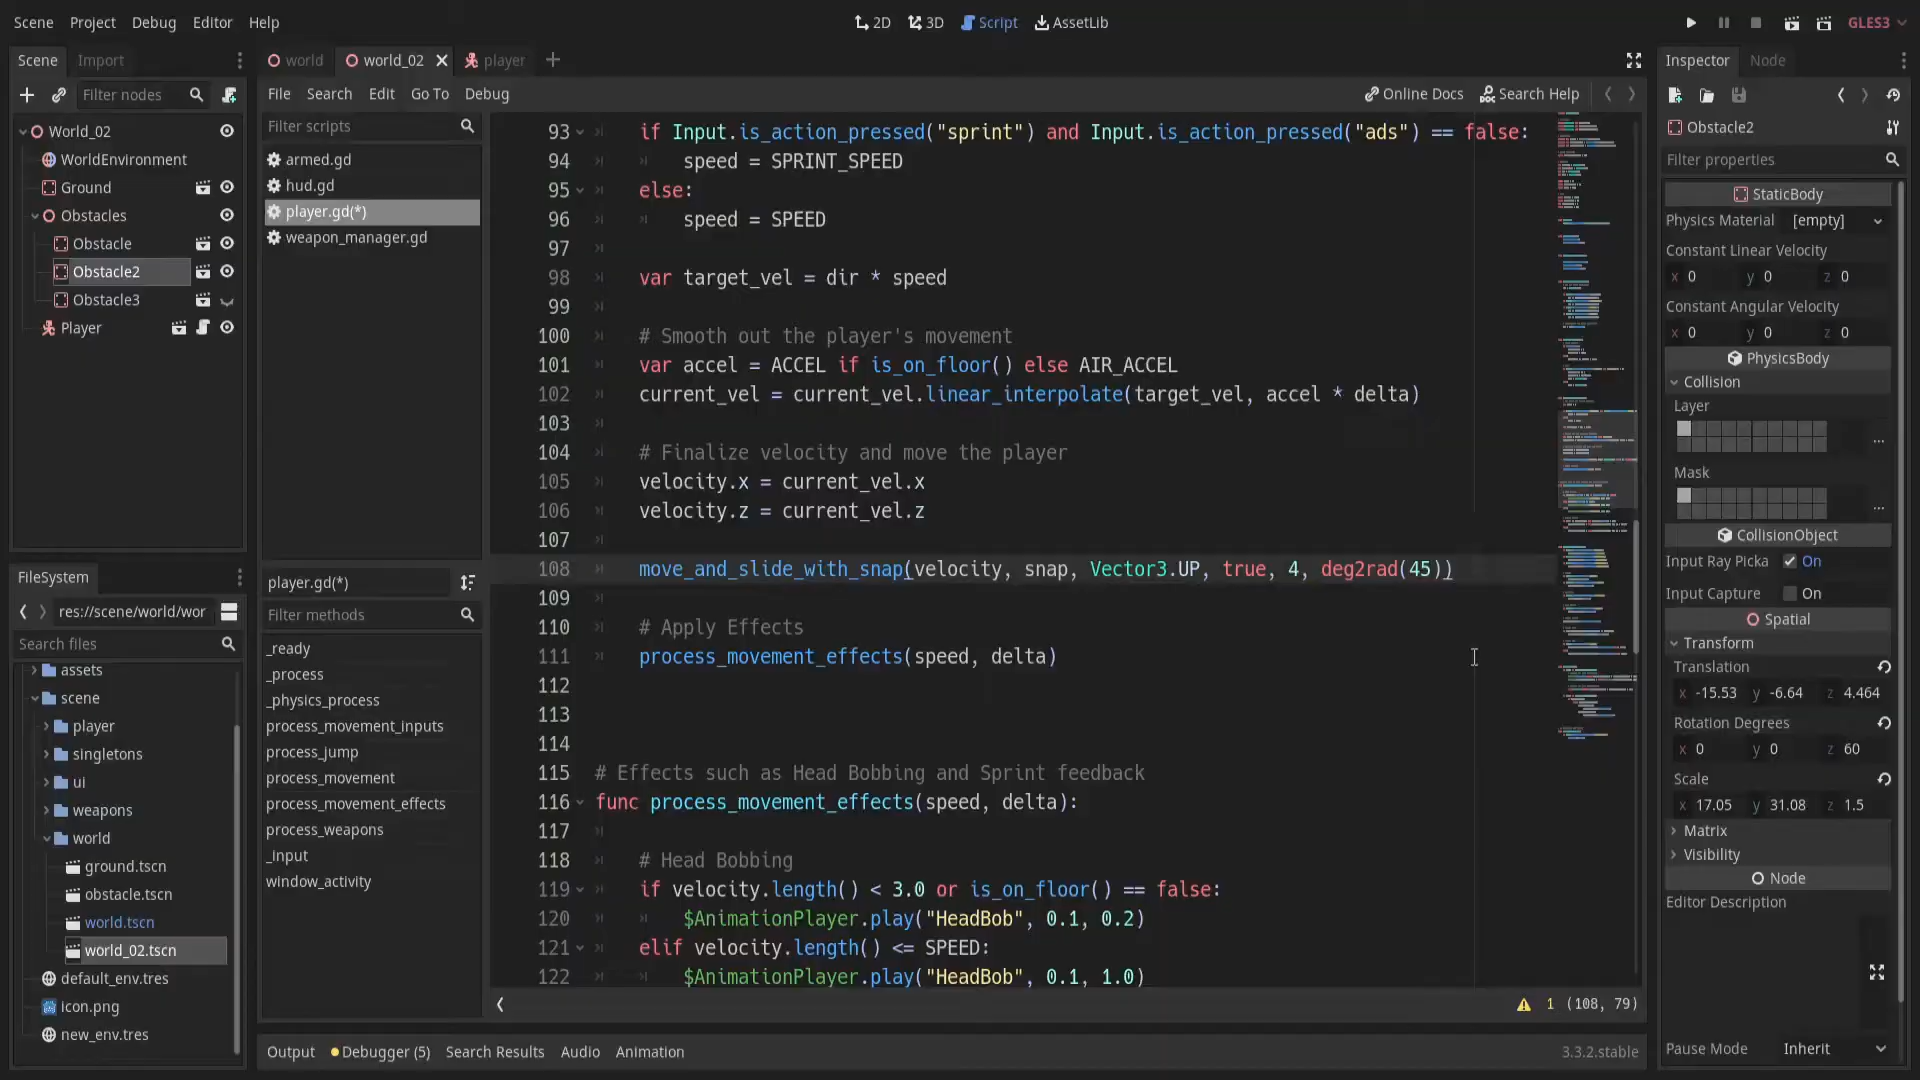 Scene Project Debug Editor Help
2D 3D Script AssetLib
GLES3
Scene Import
world world_02 player
Inspector Node
Filter nodes
File Search Edit Go To Debug
Online Docs Search Help
Filter scripts
Obstacle2
Filter properties
World_02
WorldEnvironment
Ground
Obstacles
Obstacle
Obstacle2
Obstacle3
Player
armed.gd
hud.gd
player.gd(*)
weapon_manager.gd
93 if Input.is_action_pressed("sprint") and Input.is_action_pressed("ads") == false:
94 speed = SPRINT_SPEED
95 else:
96 speed = SPEED
97
98 var target_vel = dir * speed
99
100 # Smooth out the player's movement
101 var accel = ACCEL if is_on_floor() else AIR_ACCEL
102 current_vel = current_vel.linear_interpolate(target_vel, accel * delta)
103
104 # Finalize velocity and move the player
105 velocity.x = current_vel.x
106 velocity.z = current_vel.z
107
108 move_and_slide_with_snap(velocity, snap, Vector3.UP, true, 4, deg2rad(45))
109
110 # Apply Effects
111 process_movement_effects(speed, delta)
112
113
114
115 # Effects such as Head Bobbing and Sprint feedback
116 func process_movement_effects(speed, delta):
117
118 # Head Bobbing
119 if velocity.length() < 3.0 or is_on_floor() == false:
120 $AnimationPlayer.play("HeadBob", 0.1, 0.2)
121 elif velocity.length() <= SPEED:
122 $AnimationPlayer.play("HeadBob", 0.1, 1.0)
1 (108, 79)
player.gd(*)
Filter methods
_ready
_process
_physics_process
process_movement_inputs
process_jump
process_movement
process_movement_effects
process_weapons
_input
window_activity
FileSystem
res://scene/world/wor
Search files
assets
scene
player
singletons
ui
weapons
world
ground.tscn
obstacle.tscn
world.tscn
world_02.tscn
default_env.tres
icon.png
new_env.tres
Output Debugger (5) Search Results Audio Animation
3.3.2.stable
StaticBody
Physics Material [empty]
Constant Linear Velocity
x 0 y 0 z 0
Constant Angular Velocity
x 0 y 0 z 0
PhysicsBody
Collision
Layer
...
Mask
...
CollisionObject
Input Ray Picka On
Input Capture On
Spatial
Transform
Translation
x -15.53 y -6.64 z 4.464
Rotation Degrees
x 0 y 0 z 60
Scale
x 17.05 y 31.08 z 1.5
Matrix
Visibility
Node
Editor Description
Pause Mode Inherit